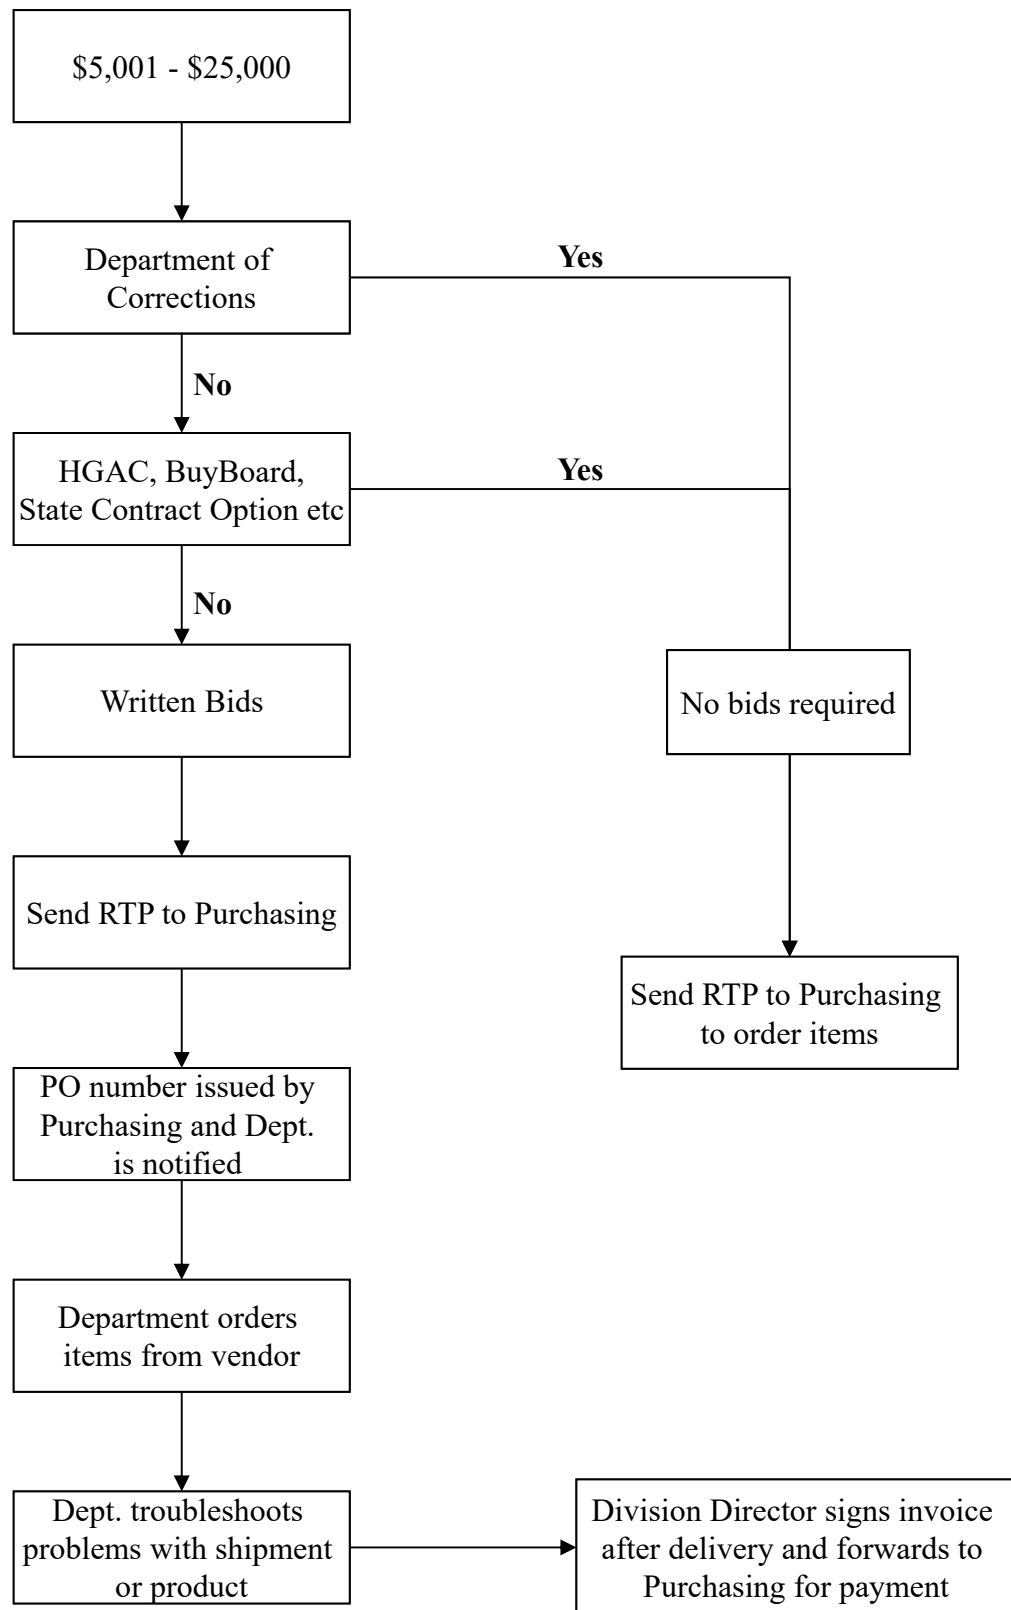 $5,001 - $25,000
Department of
Corrections
Yes
No
HGAC, BuyBoard,
State Contract Option etc
Yes
No
Written Bids
No bids required
Send RTP to Purchasing
Send RTP to Purchasing
to order items
PO number issued by
Purchasing and Dept.
is notified
Department orders
items from vendor
Dept. troubleshoots
problems with shipment
or product
Division Director signs invoice
after delivery and forwards to
Purchasing for payment